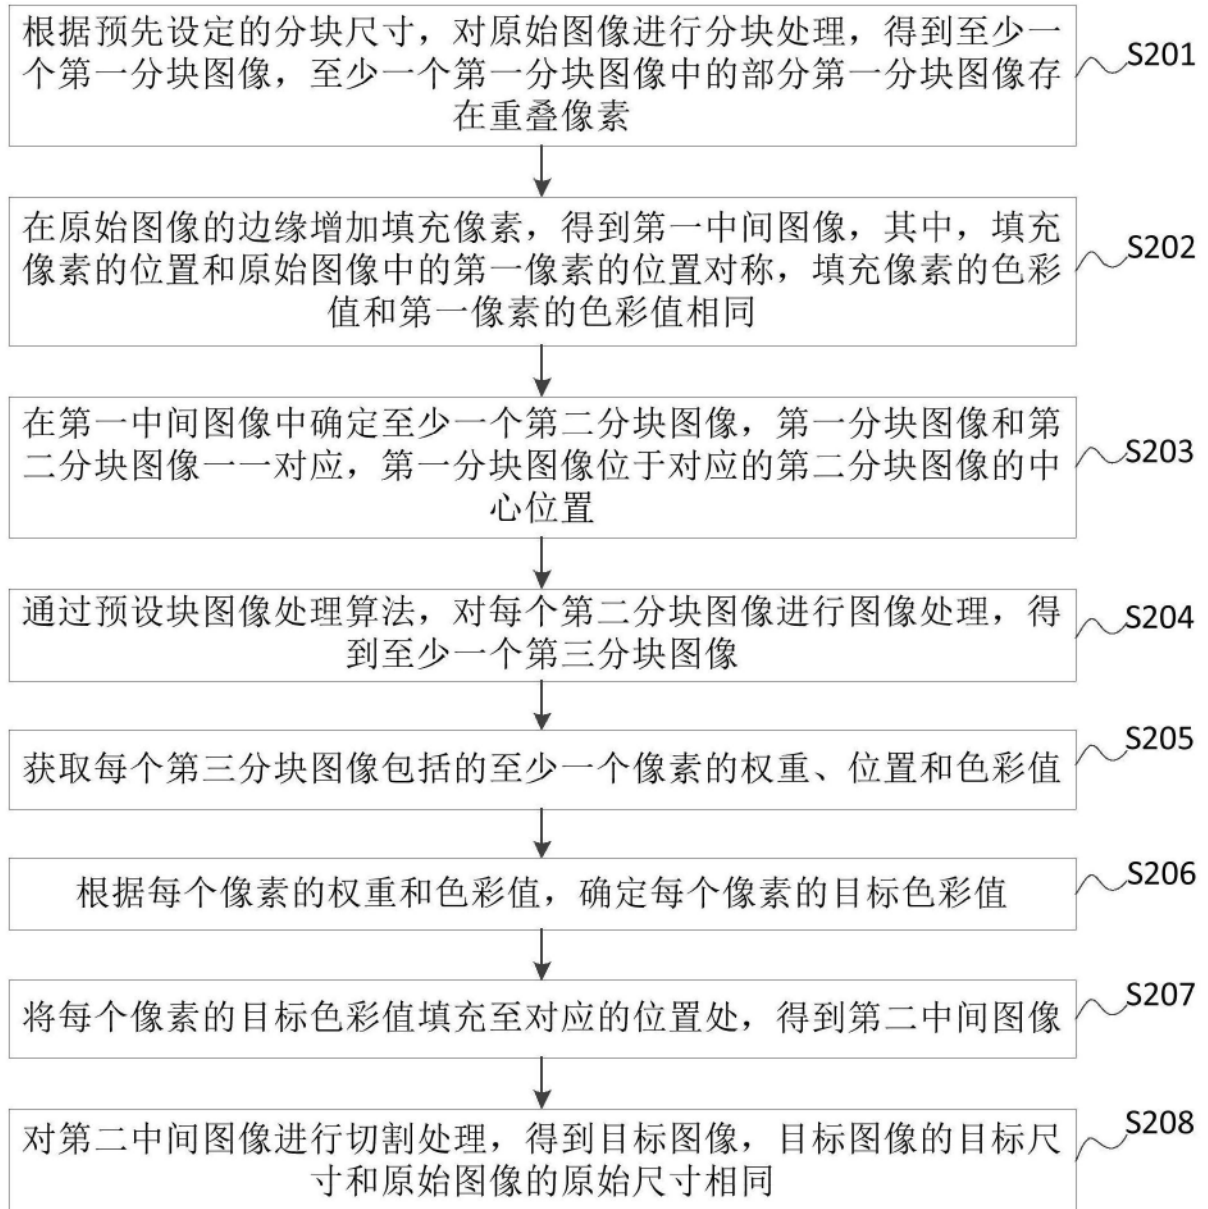 根据预先设定的分块尺寸，对原始图像进行分块处理，得到至少一
个第一分块图像，至少一个第一分块图像中的部分第一分块图像存
在重叠像素
S201
在原始图像的边缘增加填充像素，得到第一中间图像，其中，填充
像素的位置和原始图像中的第一像素的位置对称，填充像素的色彩
值和第一像素的色彩值相同
S202
在第一中间图像中确定至少一个第二分块图像，第一分块图像和第
二分块图像一一对应，第一分块图像位于对应的第二分块图像的中
心位置
S203
通过预设块图像处理算法，对每个第二分块图像进行图像处理，得
到至少一个第三分块图像
S204
获取每个第三分块图像包括的至少一个像素的权重、位置和色彩值
S205
根据每个像素的权重和色彩值，确定每个像素的目标色彩值
S206
将每个像素的目标色彩值填充至对应的位置处，得到第二中间图像
S207
对第二中间图像进行切割处理，得到目标图像，目标图像的目标尺
寸和原始图像的原始尺寸相同
S208